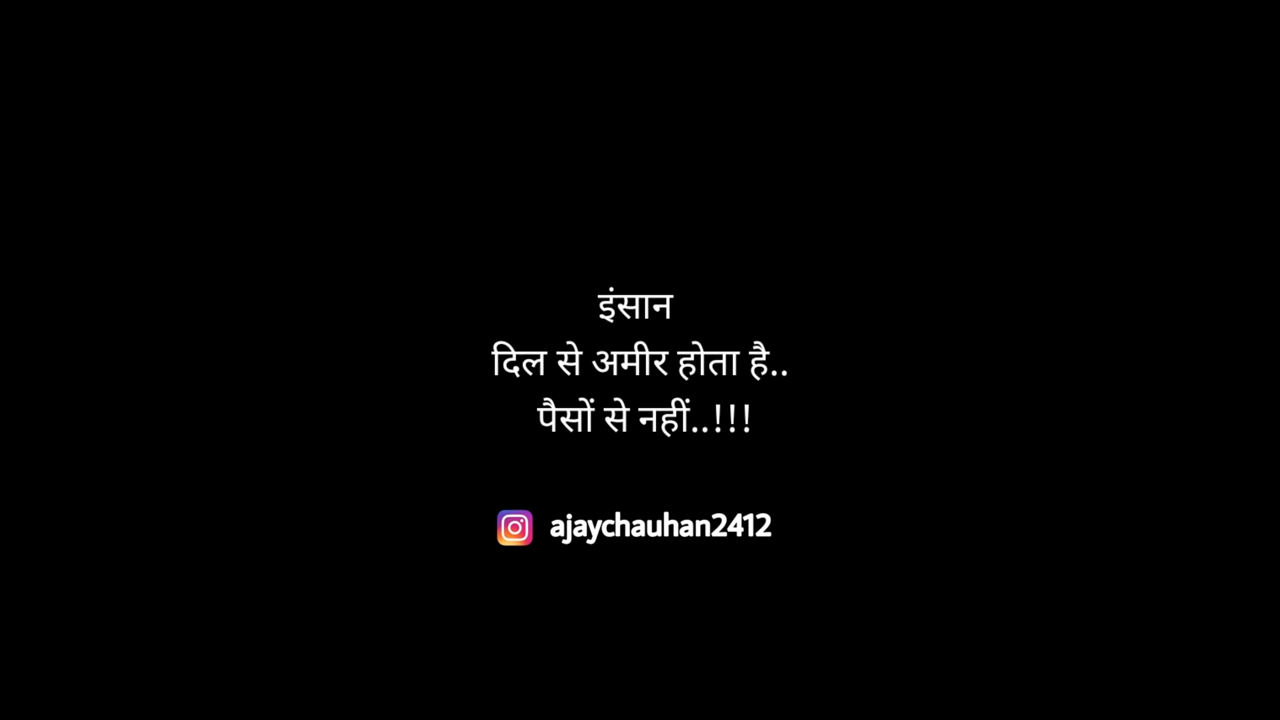 इंसान
दिल से अमीर होता है..
पैसों से नहीं..!!!
ajaychauhan2412